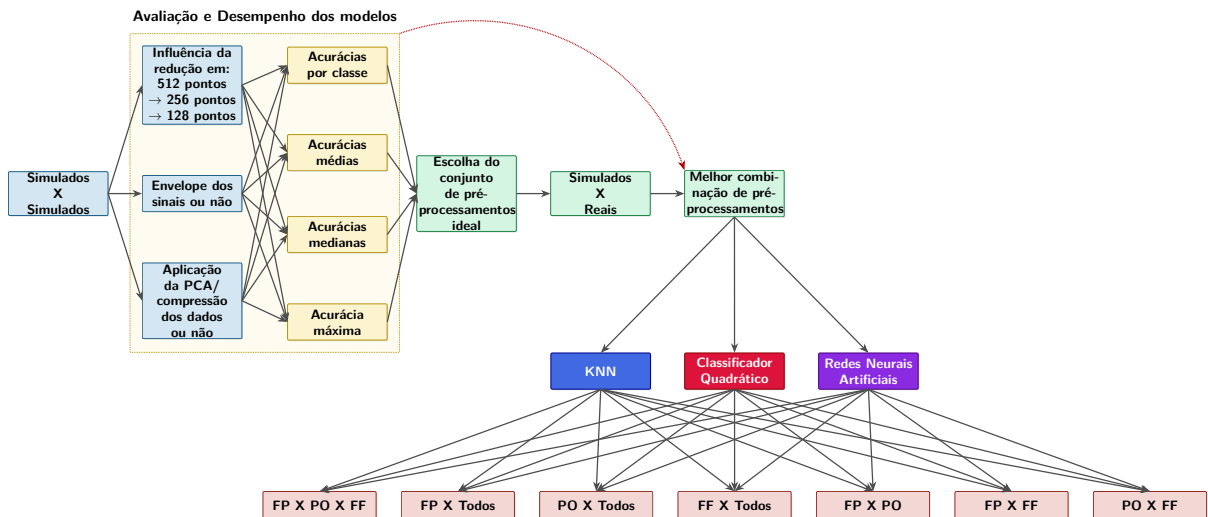 Avaliação e Desempenho dos modelos
Simulados
X
Simulados
Influência da
redução em:
512 pontos
→ 256 pontos
→ 128 pontos
Envelope dos
sinais ou não
Aplicação
da PCA/
compressão
dos dados
ou não
Acurácias
por classe
Acurácias
médias
Acurácias
medianas
Acurácia
máxima
Escolha do
conjunto
de pré-
processamentos
ideal
Simulados
X
Reais
Melhor combi-
nação de pré-
processamentos
KNN
Classificador
Quadrático
Redes Neurais
Artificiais
FP X PO X FF
FP X Todos
PO X Todos
FF X Todos
FP X PO
FP X FF
PO X FF